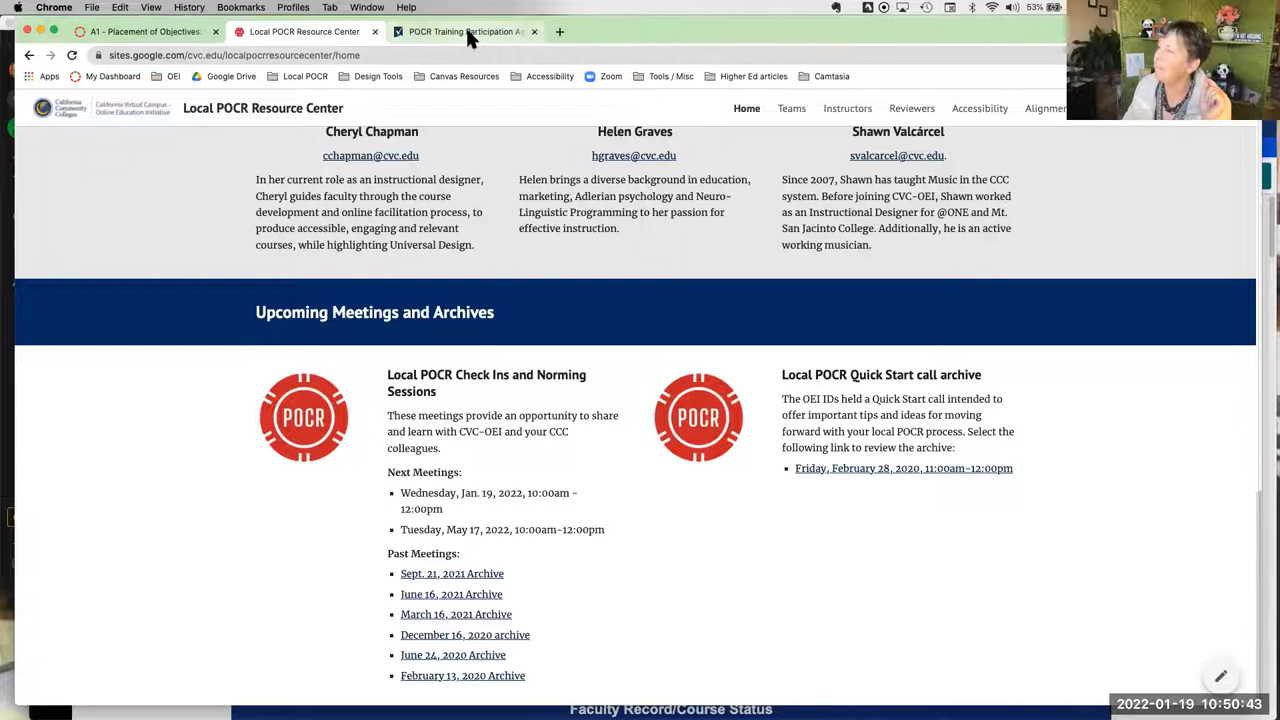 Chrome File Edit View History Bookmarks Profiles Tab Window Help 53%
A1 - Placement of Objectives: Local POCR Resource Center POCR Training Participation Ag
sites.google.com/cvc.edu/localpocrresourcecenter/home
Apps My Dashboard OEI Google Drive Local POCR Design Tools Canvas Resources Accessibility Zoom Tools / Misc Higher Ed articles Camtasia
California Community Colleges California Virtual Campus - Online Education Initiative Local POCR Resource Center Home Teams Instructors Reviewers Accessibility Alignmen
Cheryl Chapman
cchapman@cvc.edu
In her current role as an instructional designer,
Cheryl guides faculty through the course
development and online facilitation process, to
produce accessible, engaging and relevant
courses, while highlighting Universal Design.
Helen Graves
hgraves@cvc.edu
Helen brings a diverse background in education,
marketing, Adlerian psychology and Neuro-
Linguistic Programming to her passion for
effective instruction.
Shawn Valcárcel
svalcarcel@cvc.edu.
Since 2007, Shawn has taught Music in the CCC
system. Before joining CVC-OEI, Shawn worked
as an Instructional Designer for @ONE and Mt.
San Jacinto College. Additionally, he is an active
working musician.
Upcoming Meetings and Archives
POCR
Local POCR Check Ins and Norming
Sessions
These meetings provide an opportunity to share
and learn with CVC-OEI and your CCC
colleagues.
Next Meetings:
Wednesday, Jan. 19, 2022, 10:00am -
12:00pm
Tuesday, May 17, 2022, 10:00am-12:00pm
Past Meetings:
Sept. 21, 2021 Archive
June 16, 2021 Archive
March 16, 2021 Archive
December 16, 2020 archive
June 24, 2020 Archive
February 13, 2020 Archive
POCR
Local POCR Quick Start call archive
The OEI IDs held a Quick Start call intended to
offer important tips and ideas for moving
forward with your local POCR process. Select the
following link to review the archive:
Friday, February 28, 2020, 11:00am-12:00pm
Faculty Record/Course Status
2022-01-19 10:50:43